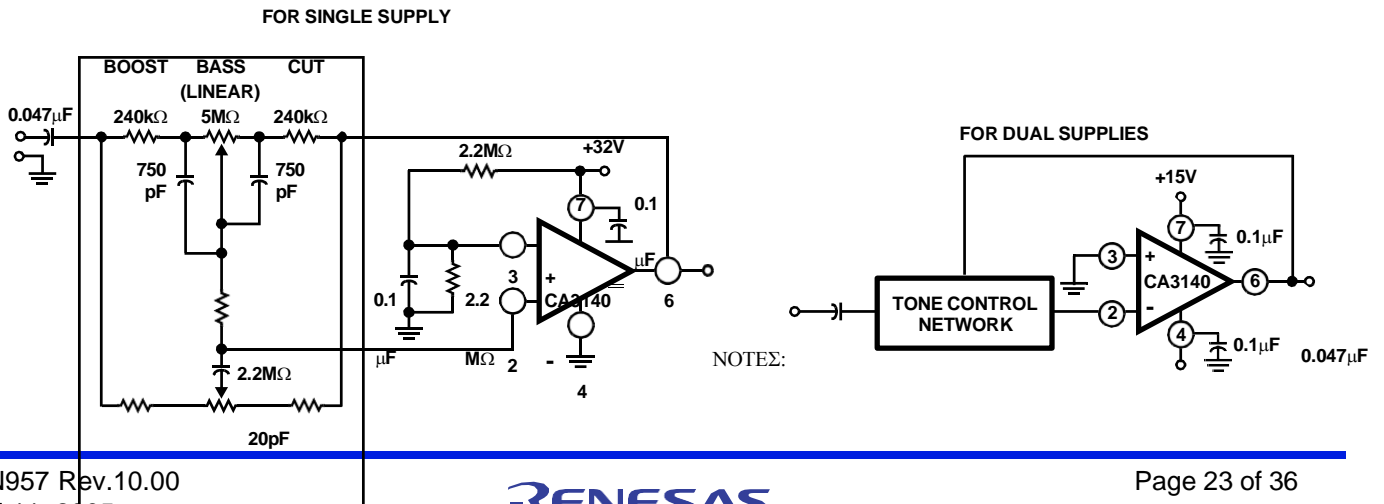 FOR SINGLE SUPPLY
BOOST BASS CUT
(LINEAR)
0.047μF
240kΩ 5MΩ 240kΩ
750
pF
750
pF
2.2MΩ
+32V
7
0.1
μF
3
+
CA3140
2
-
4
6
0.1
μF
2.2
MΩ
2.2MΩ
20pF
FOR DUAL SUPPLIES
+15V
7
0.1μF
3
+
CA3140
6
2
-
4
0.1μF
0.047μF
TONE CONTROL
NETWORK
NOTEΣ:
N957 Rev.10.00
RENESAS
Page 23 of 36